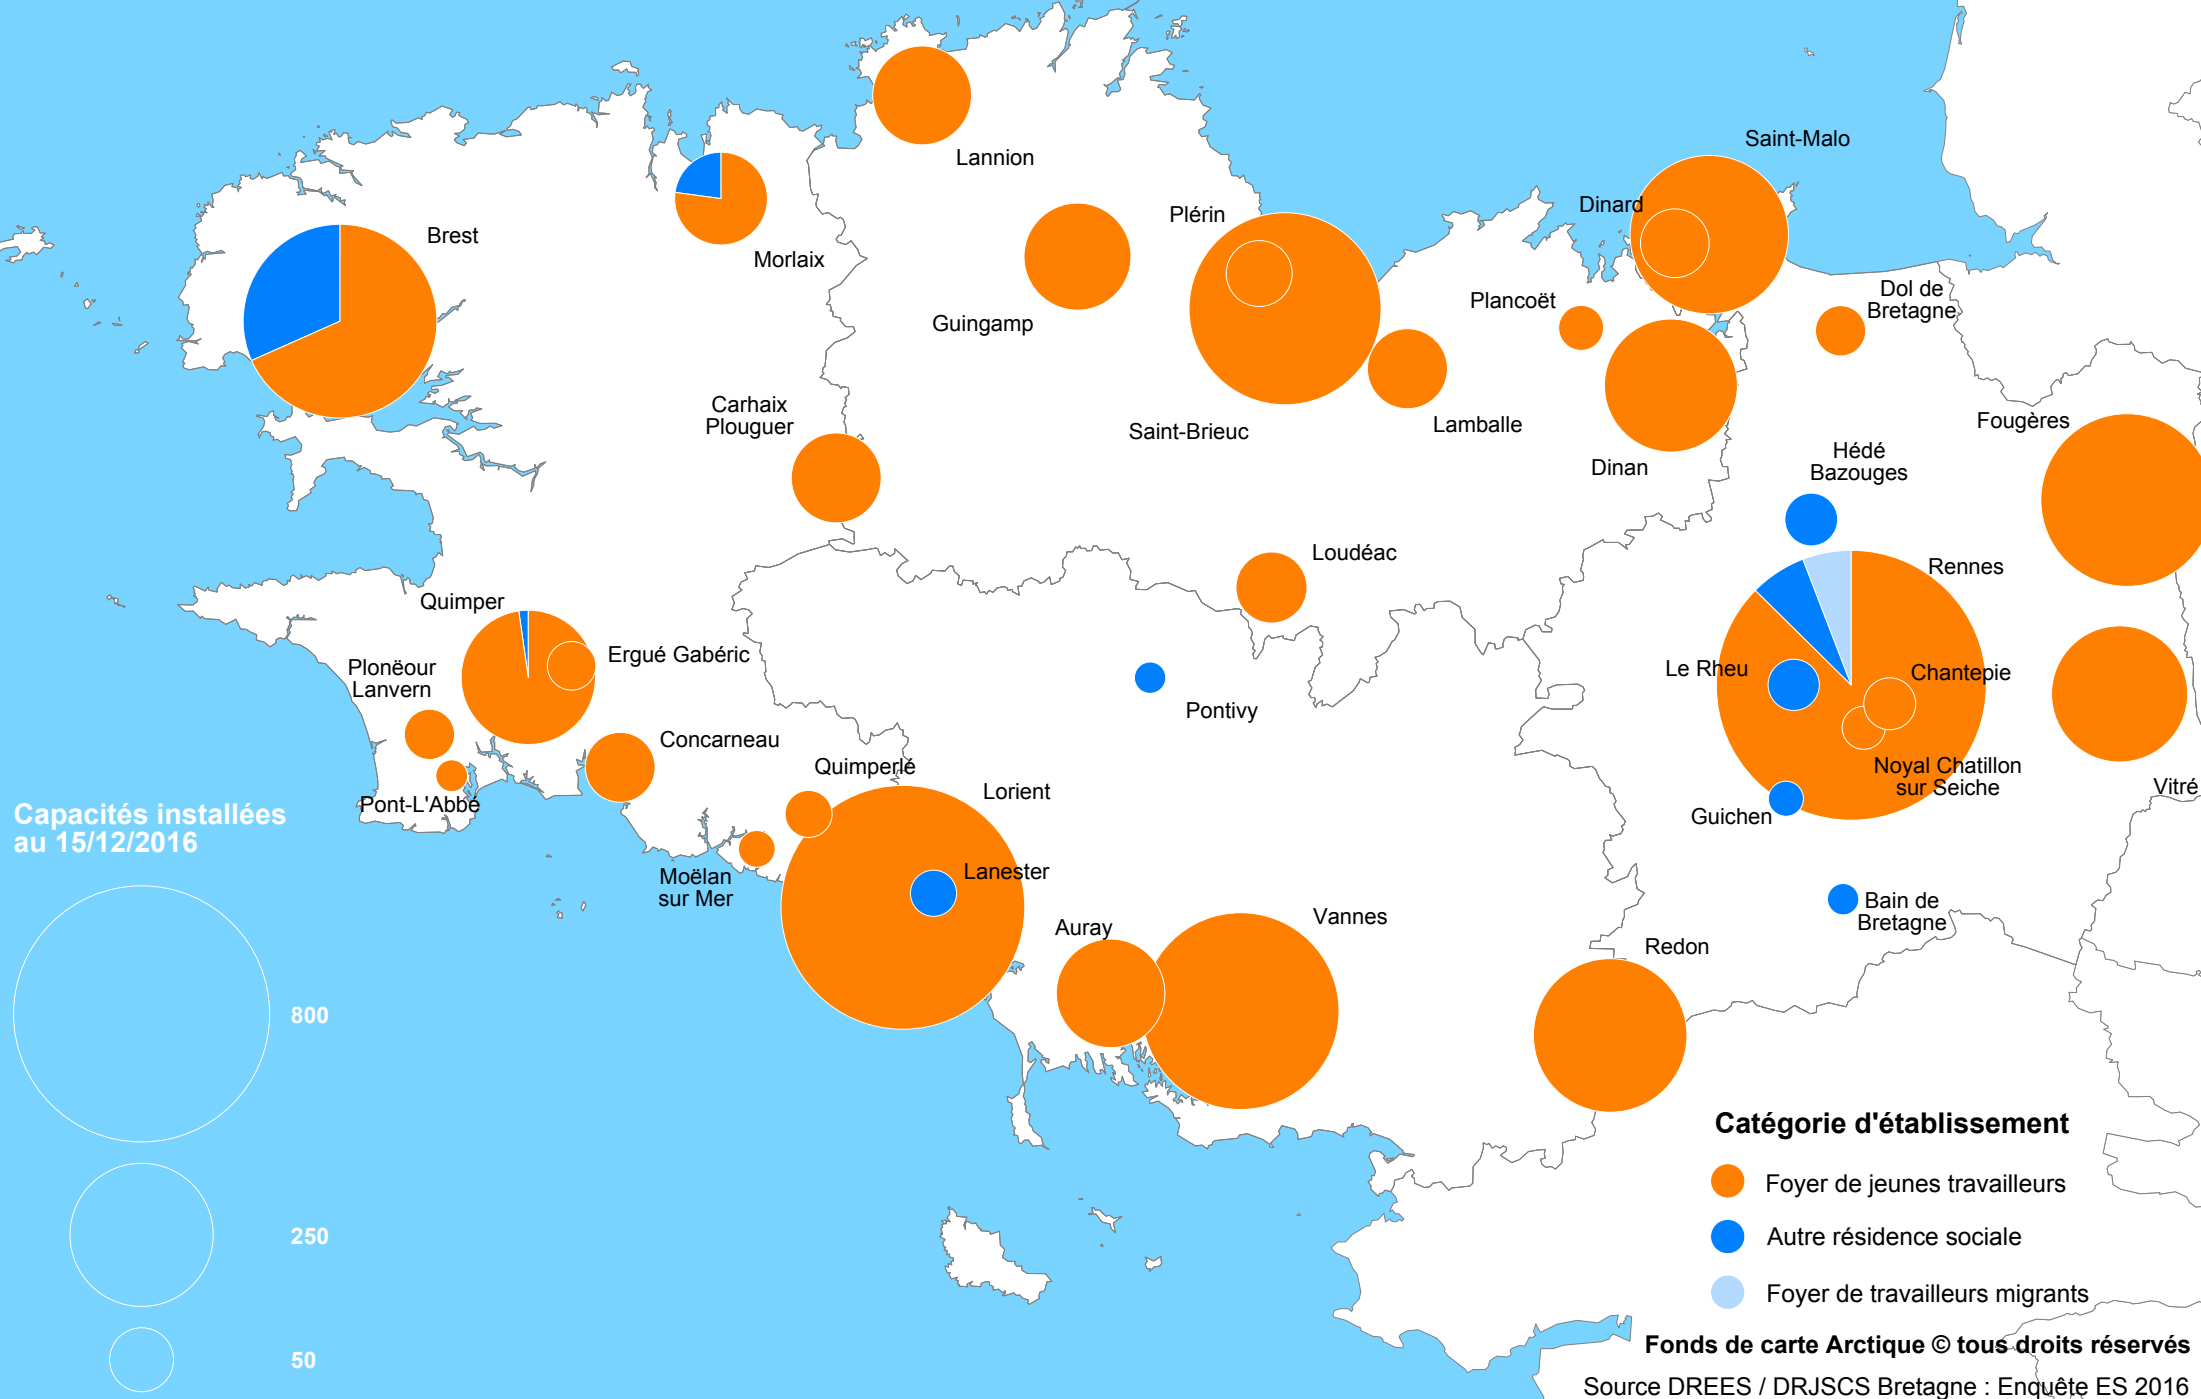 Saint-Malo
Lannion
Dinard
Plérin
Brest
Morlaix
Dol de
Bretagne
Plancoët
Guingamp
Carhaix
Plouguer
Fougères
Saint-Brieuc
Lamballe
Hédé
Bazouges
Dinan
Loudéac
Rennes
Quimper
Ergué Gabéric
Plonëour
Lanvern
Le Rheu
Chantepie
Pontivy
Concarneau
Quimperlé
Noyal Chatillon
sur Seiche
Vitré
Lorient
Pont-L'Abbé
Guichen
Capacités installées
au 15/12/2016
Moëlan
sur Mer
Lanester
Bain de
Bretagne
Vannes
Auray
Redon
800
250
50
Catégorie d'établissement
Foyer de jeunes travailleurs
Autre résidence sociale
Foyer de travailleurs migrants
Fonds de carte Arctique © tous droits réservés
Source DREES / DRJSCS Bretagne : Enquête ES 2016